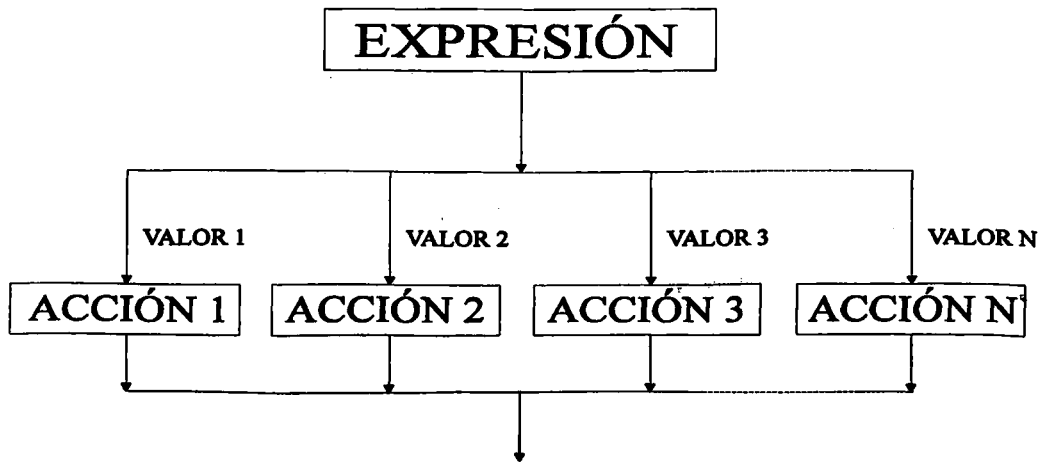 EXPRESIÓN
VALOR 1 VALOR 2 VALOR 3 VALOR N
ACCIÓN 1 ACCIÓN 2 ACCIÓN 3 ACCIÓN N